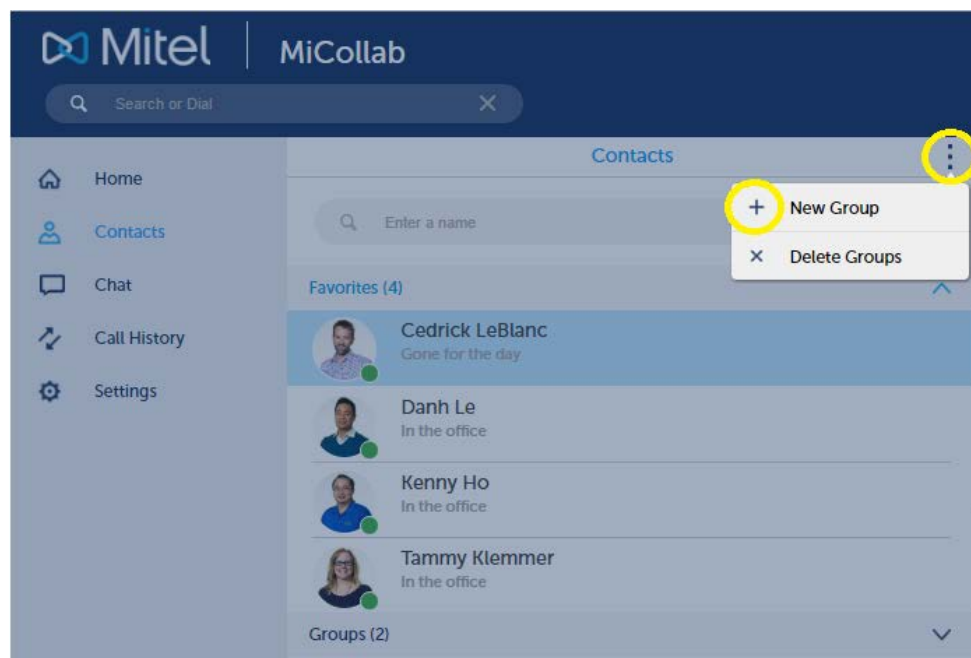 Mitel | MiCollab
Search or Dial
Home
Contacts
Chat
Call History
Settings
Contacts
Enter a name
New Group
Delete Groups
Favorites (4)
Cedrick LeBlanc
Gone for the day
Danh Le
In the office
Kenny Ho
In the office
Tammy Klemmer
In the office
Groups (2)